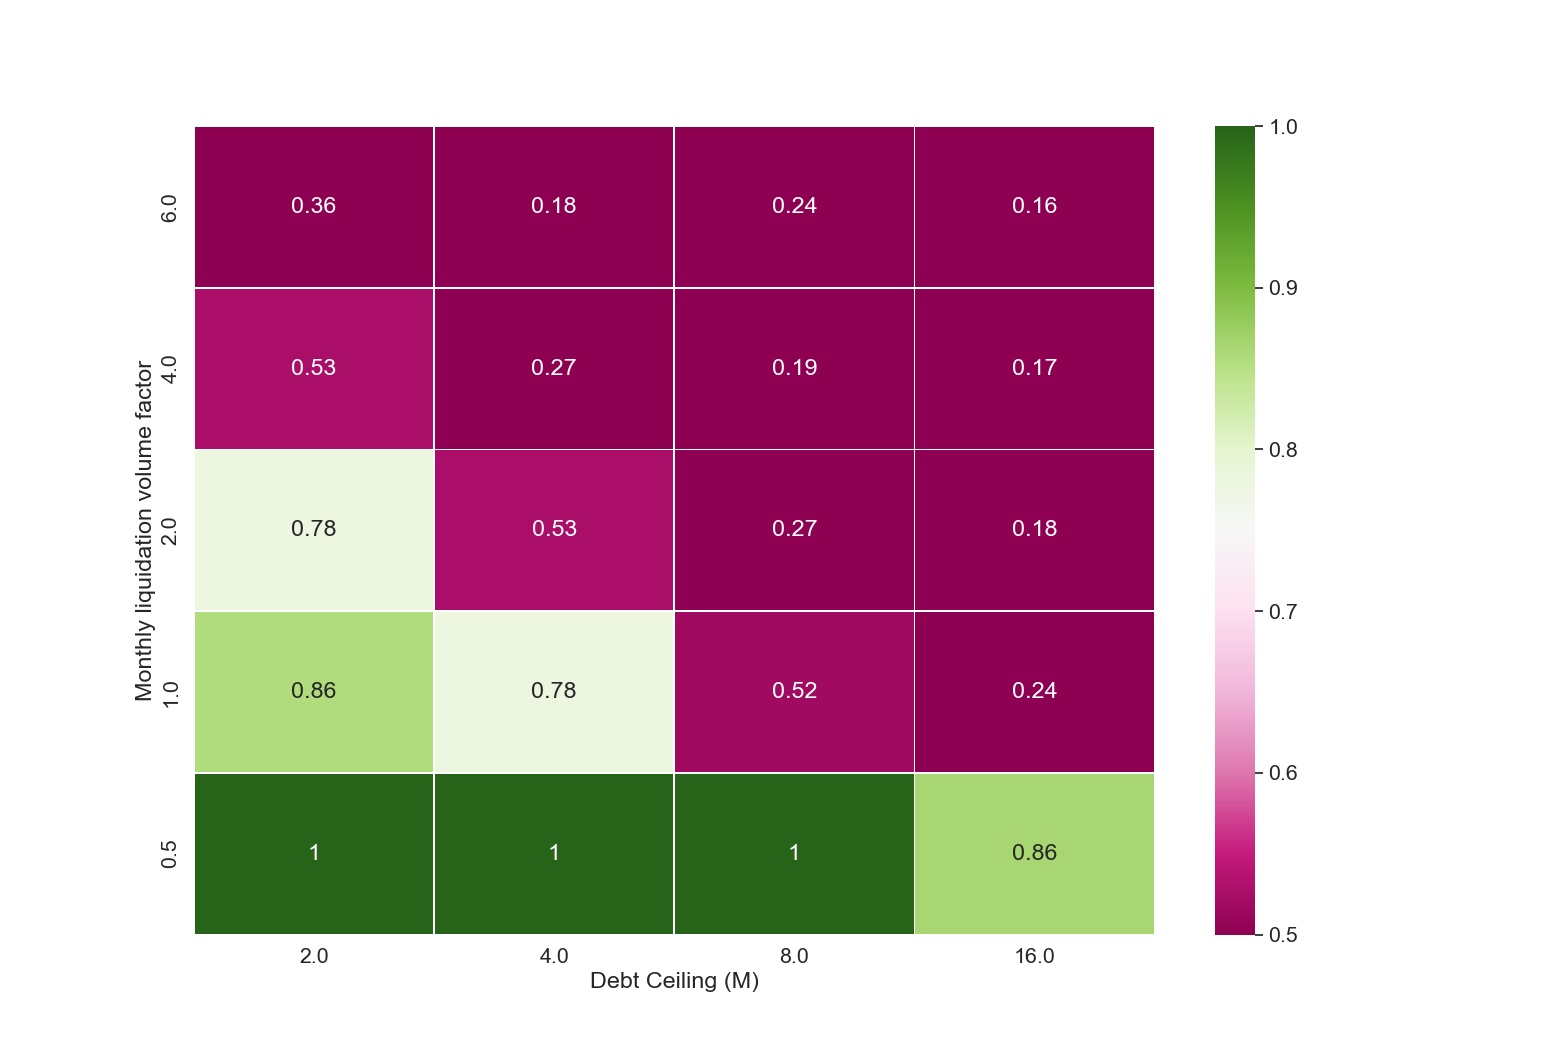 6.0 0.36 0.18 0.24 0.16
4.0 0.53 0.27 0.19 0.17
2.0 0.78 0.53 0.27 0.18
1.0 0.86 0.78 0.52 0.24
0.5 1 1 1 0.86
2.0 4.0 8.0 16.0
Debt Ceiling (M)
Monthly liquidation volume factor
1.0
0.9
0.8
0.7
0.6
0.5